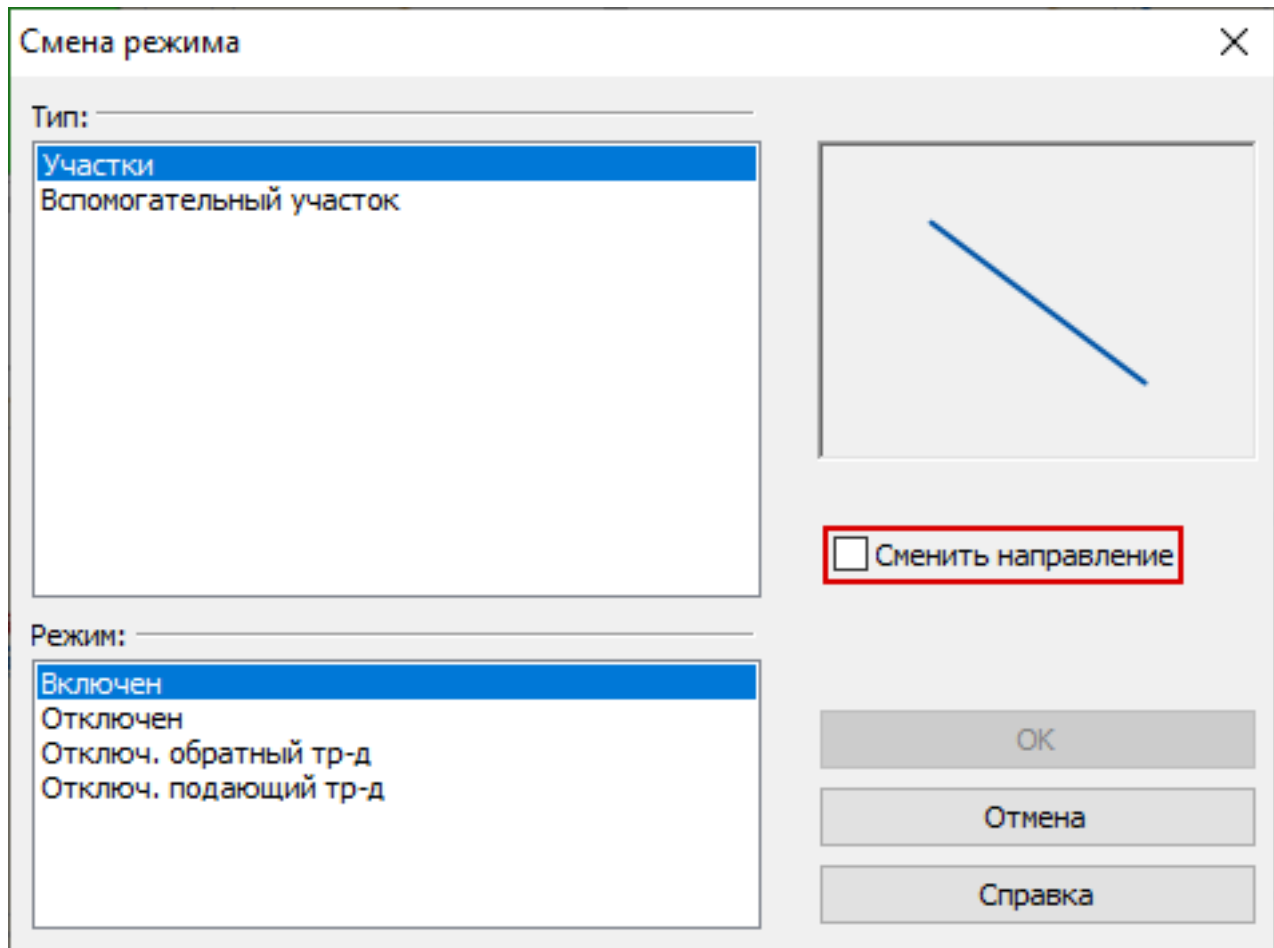 Смена режима
Тип:
Участки
Вспомогательный участок
Сменить направление
Режим:
Включен
Отключен
Отключ. обратный тр-д
Отключ. подающий тр-д
ОК
Отмена
Справка